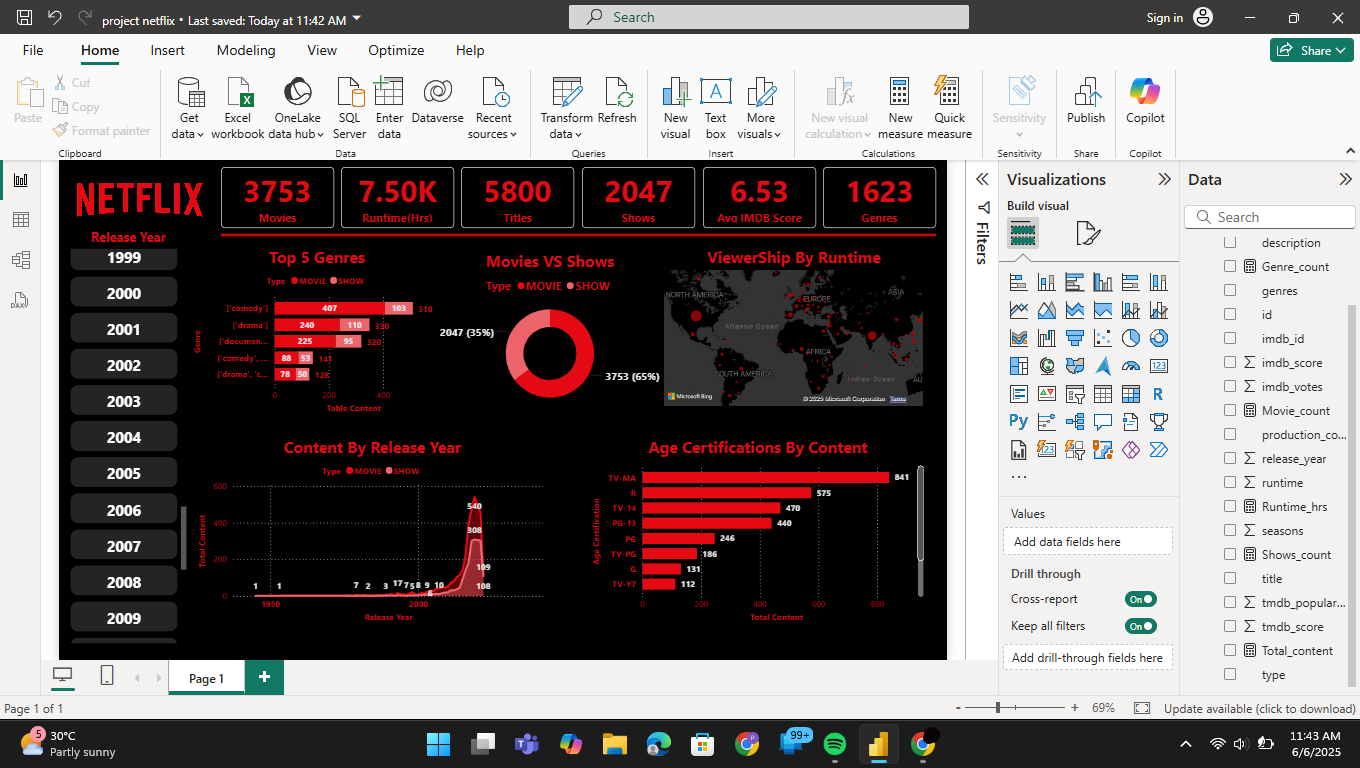 project netflix • Last saved: Today at 11:42 AM
Search
Sign in
File Home Insert Modeling View Optimize Help
Share
Paste
Cut
Copy
Format painter
Clipboard
Get data
Excel workbook
OneLake data hub
SQL Server
Enter data
Dataverse
Recent sources
Data
Transform data
Refresh
Queries
New visual
Text box
More visuals
Insert
New visual calculation
New measure
Quick measure
Calculations
Sensitivity
Sensitivity
Publish
Share
Copilot
Copilot
NETFLIX
3753
Movies
7.50K
Runtime(Hrs)
5800
Titles
2047
Shows
6.53
Avg IMDB Score
1623
Genres
Release Year
1999
2000
2001
2002
2003
2004
2005
2006
2007
2008
2009
Top 5 Genres
Type MOVIE SHOW
Genre
['comedy'] 407 103 510
['drama'] 240 110 350
['documen... 225 95 320
['comedy', ... 88 53 141
['drama', 'c... 78 50 128
0 200 400
Table Content
Movies VS Shows
Type MOVIE SHOW
2047 (35%)
3753 (65%)
ViewerShip By Runtime
NORTH AMERICA
EUROPE
ASIA
Atlantic Ocean
AFRICA
SOUTH AMERICA
Indian Ocean
AU
Microsoft Bing
© 2025 Microsoft Corporation Terms
Content By Release Year
Type MOVIE SHOW
Total Content
600
400
200
0
540
308
109
108
1 1 7 2 3 17 7 5 8 9 6 10
1950 2000
Release Year
Age Certifications By Content
Age Certification
TV-MA 841
R 575
TV-14 470
PG-13 440
PG 246
TV-PG 186
G 131
TV-Y7 112
0 200 400 600 800
Total Content
Filters
Visualizations
Build visual
123
R
Py
Values
Add data fields here
Drill through
Cross-report On
Keep all filters On
Add drill-through fields here
Data
Search
description
Genre_count
genres
id
imdb_id
imdb_score
imdb_votes
Movie_count
production_co...
release_year
runtime
Runtime_hrs
seasons
Shows_count
title
tmdb_popular...
tmdb_score
Total_content
type
Page 1
Page 1 of 1
- + 69%
Update available (click to download)
5
30°C
Partly sunny
99+
11:43 AM
6/6/2025